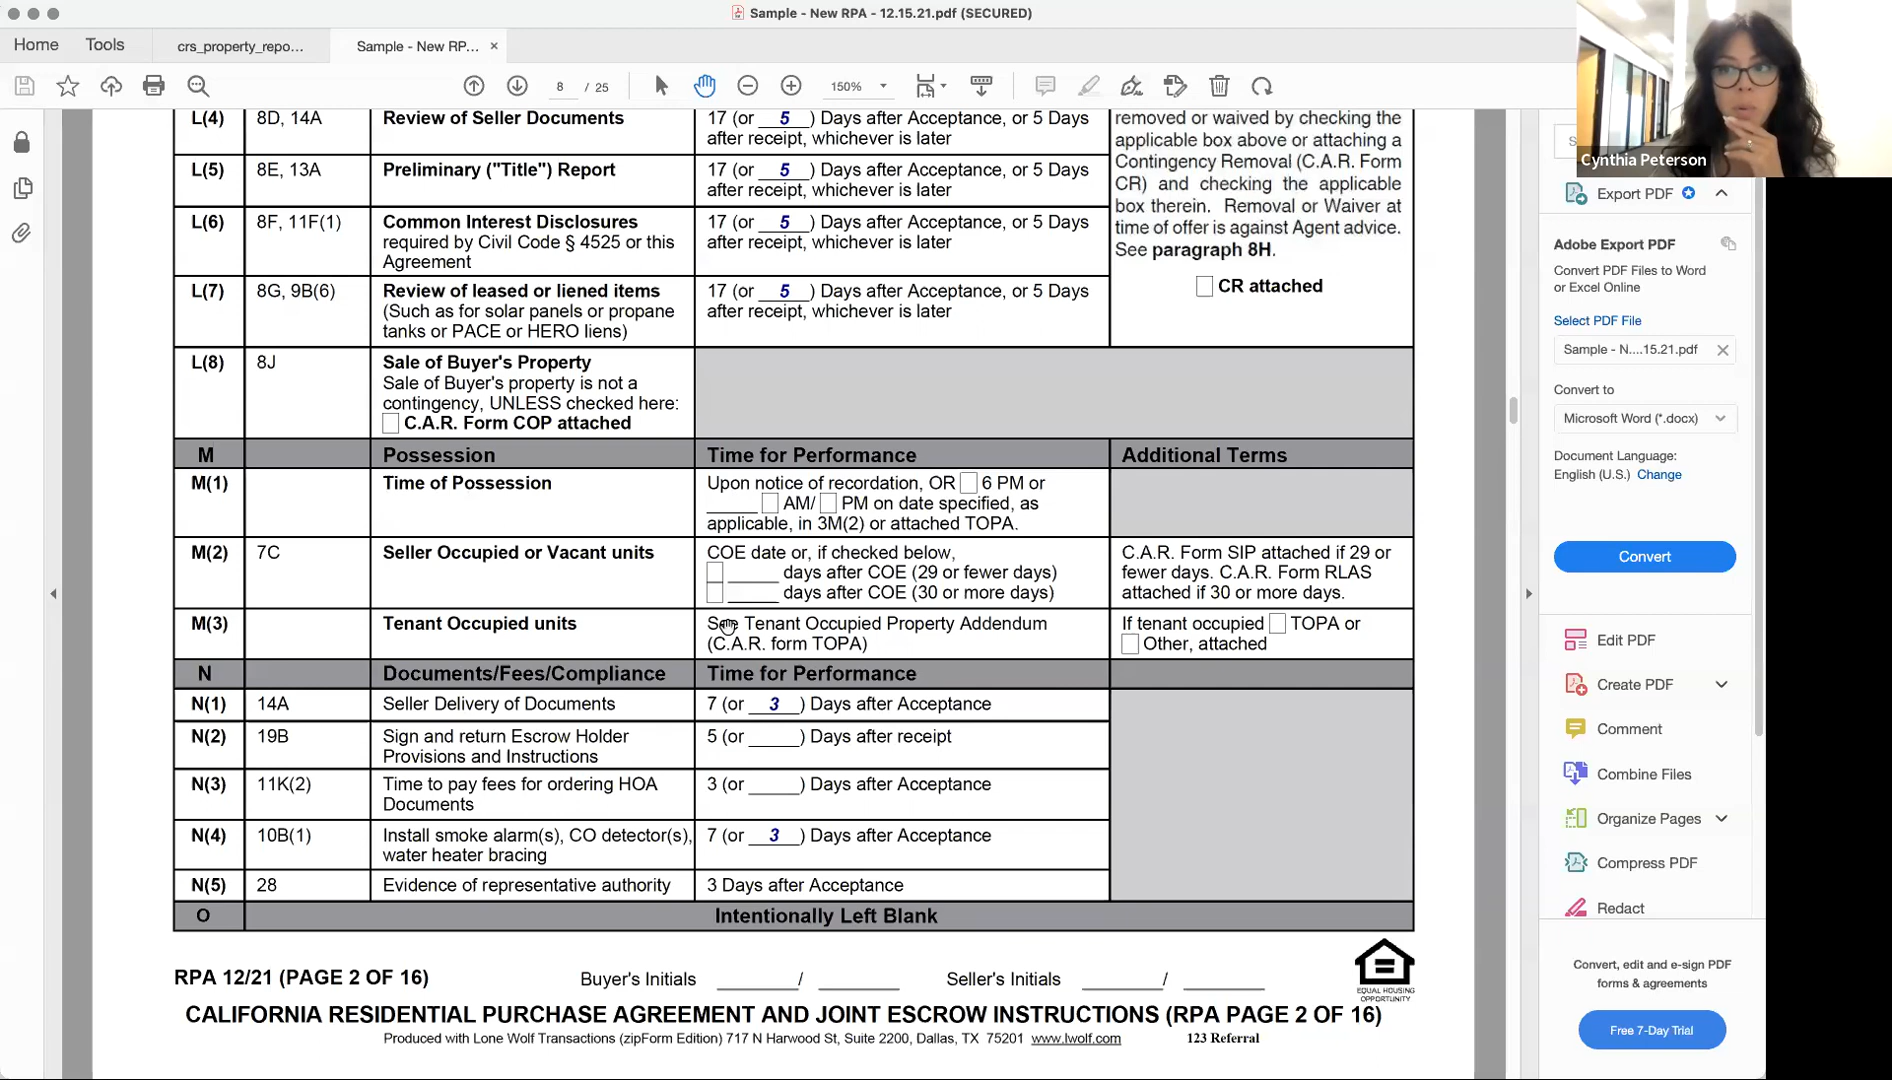 Sample - New RPA - 12.15.21.pdf (SECURED)
Home
Tools
crs_property_repo...
Sample - New RP...
8 / 25
150%
Cynthia Peterson
L(4)
8D, 14A
Review of Seller Documents
17 (or 5 ) Days after Acceptance, or 5 Days
after receipt, whichever is later
removed or waived by checking the
applicable box above or attaching a
Contingency Removal (C.A.R. Form
CR) and checking the applicable
box therein. Removal or Waiver at
time of offer is against Agent advice.
See paragraph 8H.
CR attached
L(5)
8E, 13A
Preliminary ("Title") Report
17 (or 5 ) Days after Acceptance, or 5 Days
after receipt, whichever is later
L(6)
8F, 11F(1)
Common Interest Disclosures
required by Civil Code § 4525 or this
Agreement
17 (or 5 ) Days after Acceptance, or 5 Days
after receipt, whichever is later
L(7)
8G, 9B(6)
Review of leased or liened items
(Such as for solar panels or propane
tanks or PACE or HERO liens)
17 (or 5 ) Days after Acceptance, or 5 Days
after receipt, whichever is later
L(8)
8J
Sale of Buyer's Property
Sale of Buyer's property is not a
contingency, UNLESS checked here:
C.A.R. Form COP attached
M
Possession
Time for Performance
Additional Terms
M(1)
Time of Possession
Upon notice of recordation, OR 6 PM or
_____ AM/ PM on date specified, as
applicable, in 3M(2) or attached TOPA.
M(2)
7C
Seller Occupied or Vacant units
COE date or, if checked below,
_____ days after COE (29 or fewer days)
_____ days after COE (30 or more days)
C.A.R. Form SIP attached if 29 or
fewer days. C.A.R. Form RLAS
attached if 30 or more days.
M(3)
Tenant Occupied units
See Tenant Occupied Property Addendum
(C.A.R. form TOPA)
If tenant occupied TOPA or
Other, attached
N
Documents/Fees/Compliance
Time for Performance
N(1)
14A
Seller Delivery of Documents
7 (or 3 ) Days after Acceptance
N(2)
19B
Sign and return Escrow Holder
Provisions and Instructions
5 (or _____ ) Days after receipt
N(3)
11K(2)
Time to pay fees for ordering HOA
Documents
3 (or _____ ) Days after Acceptance
N(4)
10B(1)
Install smoke alarm(s), CO detector(s),
water heater bracing
7 (or 3 ) Days after Acceptance
N(5)
28
Evidence of representative authority
3 Days after Acceptance
O
Intentionally Left Blank
RPA 12/21 (PAGE 2 OF 16)
Buyer's Initials ________ / ________
Seller's Initials ________ / ________
EQUAL HOUSING
OPPORTUNITY
CALIFORNIA RESIDENTIAL PURCHASE AGREEMENT AND JOINT ESCROW INSTRUCTIONS (RPA PAGE 2 OF 16)
Produced with Lone Wolf Transactions (zipForm Edition) 717 N Harwood St, Suite 2200, Dallas, TX 75201 www.lwolf.com
123 Referral
Export PDF
Adobe Export PDF
Convert PDF Files to Word
or Excel Online
Select PDF File
Sample - N....15.21.pdf
Convert to
Microsoft Word (*.docx)
Document Language:
English (U.S.) Change
Convert
Edit PDF
Create PDF
Comment
Combine Files
Organize Pages
Compress PDF
Redact
Convert, edit and e-sign PDF
forms & agreements
Free 7-Day Trial